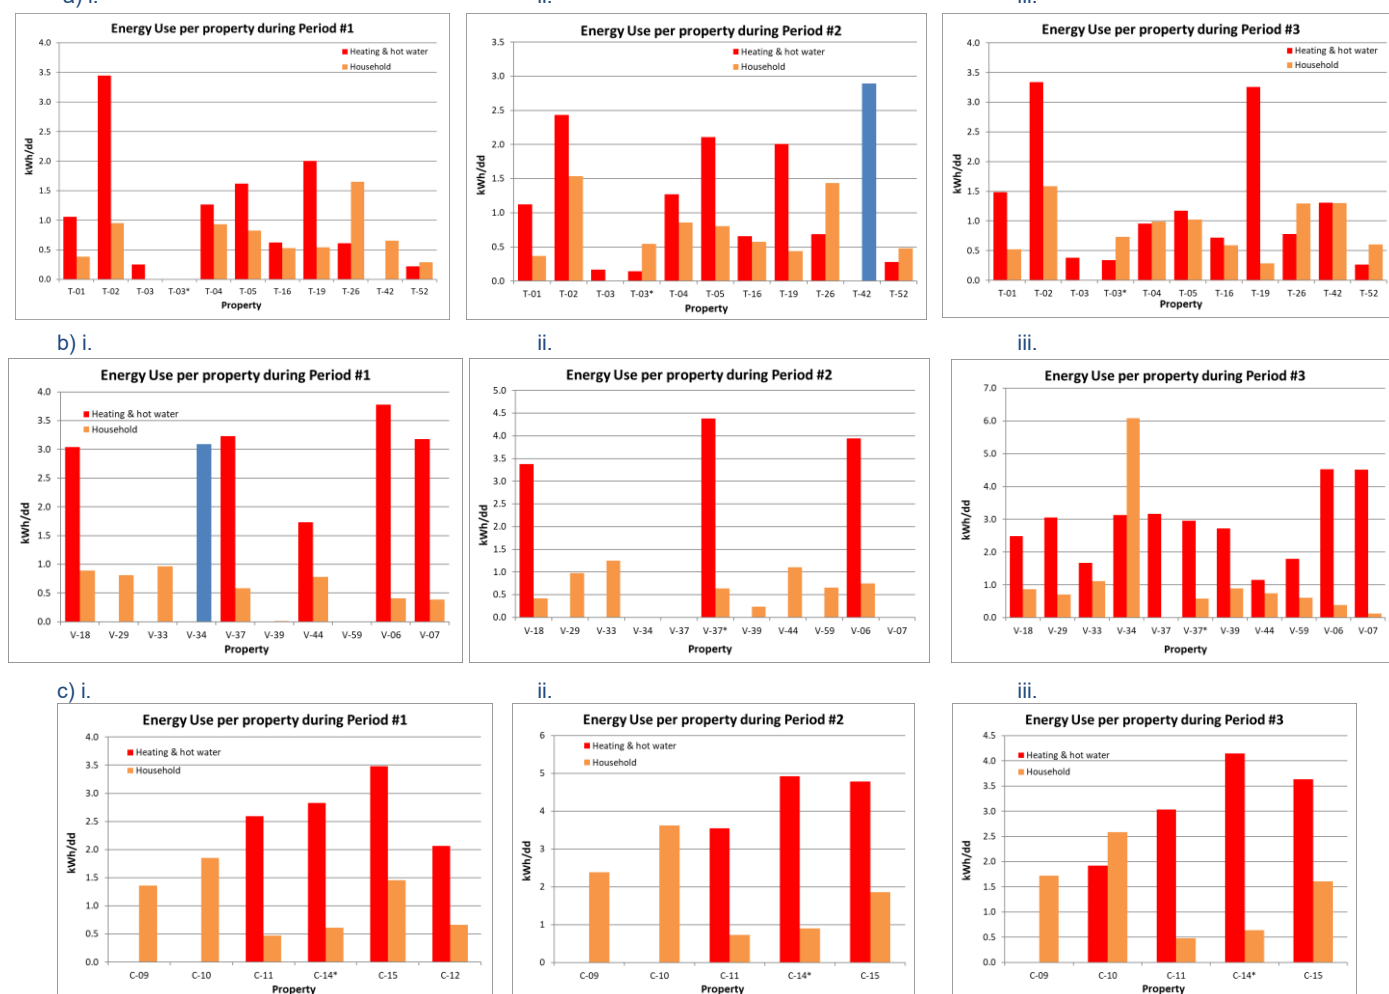 a) i.
ii.
iii.
Energy Use per property during Period #1
Heating & hot water
Household
4.0
3.5
3.0
2.5
2.0
1.5
1.0
0.5
0.0
kWh/dd
T-01 T-02 T-03 T-03* T-04 T-05 T-16 T-19 T-26 T-42 T-52
Property
Energy Use per property during Period #2
Heating & hot water
Household
3.5
3.0
2.5
2.0
1.5
1.0
0.5
0.0
kWh/dd
T-01 T-02 T-03 T-03* T-04 T-05 T-16 T-19 T-26 T-42 T-52
Property
Energy Use per property during Period #3
Heating & hot water
Household
4.0
3.5
3.0
2.5
2.0
1.5
1.0
0.5
0.0
kWh/dd
T-01 T-02 T-03 T-03* T-04 T-05 T-16 T-19 T-26 T-42 T-52
Property
b) i.
ii.
iii.
Energy Use per property during Period #1
Heating & hot water
Household
4.0
3.5
3.0
2.5
2.0
1.5
1.0
0.5
0.0
kWh/dd
V-18 V-29 V-33 V-34 V-37 V-39 V-44 V-59 V-06 V-07
Property
Energy Use per property during Period #2
5.0
4.5
4.0
3.5
3.0
2.5
2.0
1.5
1.0
0.5
0.0
kWh/dd
V-18 V-29 V-33 V-34 V-37 V-37* V-39 V-44 V-59 V-06 V-07
Property
Energy Use per property during Period #3
7.0
6.0
5.0
4.0
3.0
2.0
1.0
0.0
kWh/dd
V-18 V-29 V-33 V-34 V-37 V-37* V-39 V-44 V-59 V-06 V-07
Property
c) i.
ii.
iii.
Energy Use per property during Period #1
Heating & hot water
Household
4.0
3.5
3.0
2.5
2.0
1.5
1.0
0.5
0.0
kWh/dd
C-09 C-10 C-11 C-14* C-15 C-12
Property
Energy Use per property during Period #2
Heating & hot water
Household
6
5
4
3
2
1
0
kWh/dd
C-09 C-10 C-11 C-14* C-15
Property
Energy Use per property during Period #3
Heating & hot water
Household
4.5
4.0
3.5
3.0
2.5
2.0
1.5
1.0
0.5
0.0
kWh/dd
C-09 C-10 C-11 C-14* C-15
Property